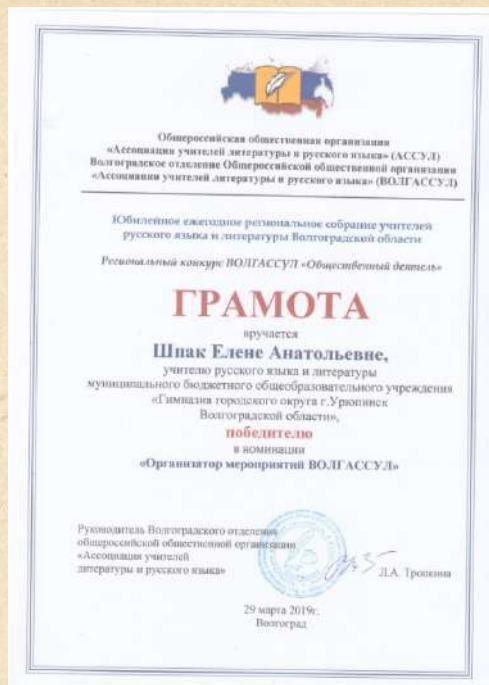 Общероссийская общественная организация
«Ассоциация учителей литературы и русского языка» (АССУЛ)
Волгоградское отделение Общероссийской общественной организации
«Ассоциации учителей литературы и русского языка» (ВОЛГАССУЛ)
Юбилейное ежегодное региональное собрание учителей
русского языка и литературы Волгоградской области
Региональный конкурс ВОЛГАССУЛ «Общественный деятель»
ГРАМОТА
вручается
Шпак Елене Анатольевне,
учителю русского языка и литературы
муниципального бюджетного общеобразовательного учреждения
«Гимназия городского округа г.Урюпинск
Волгоградской области»,
победителю
в номинации
«Организатор мероприятий ВОЛГАССУЛ»
Руководитель Волгоградского отделения
общероссийской общественной организации
«Ассоциация учителей
литературы и русского языка»
Л.А. Тропкина
29 марта 2019г.
Волгоград